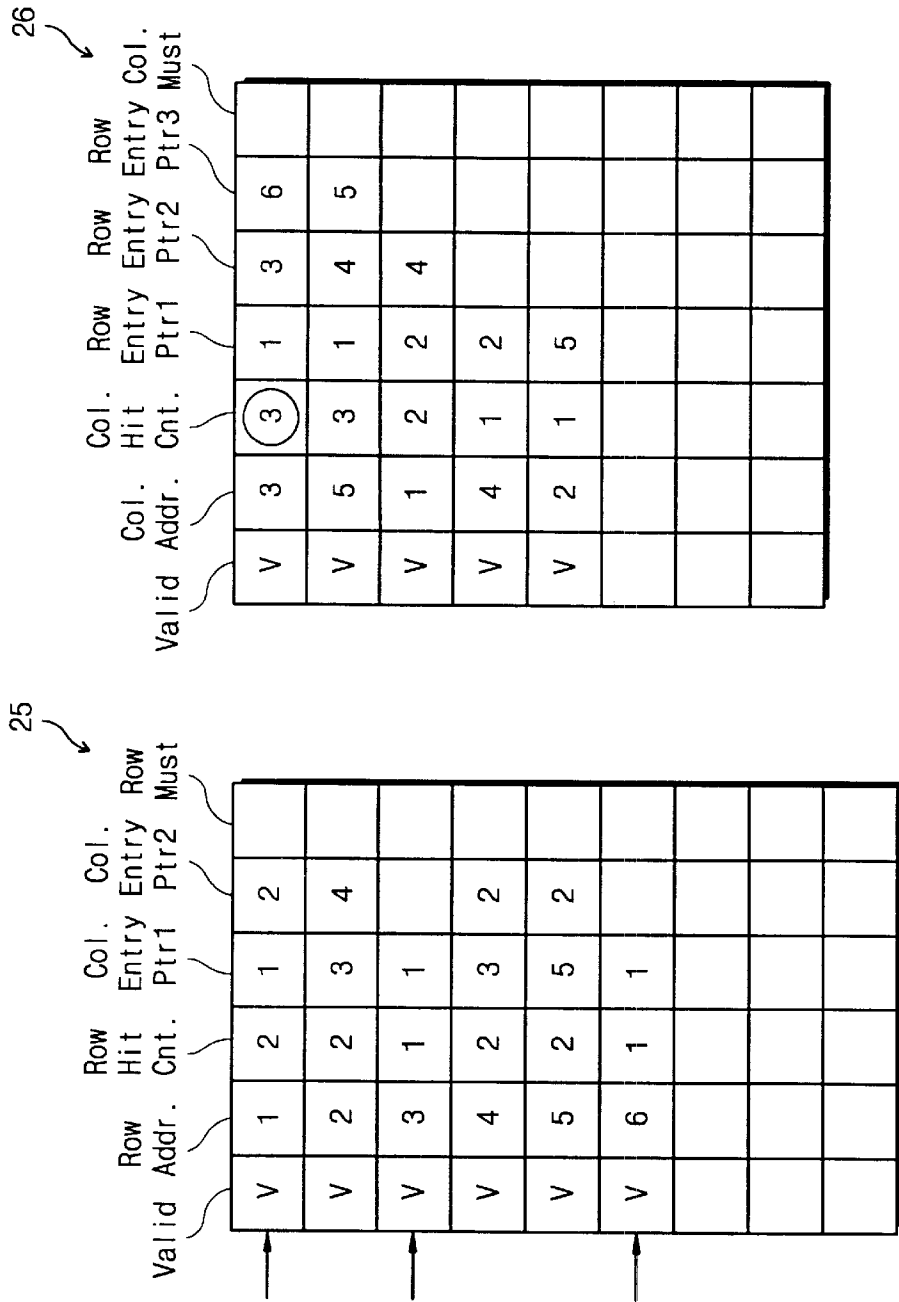 25
Row Col. Col.
Row Hit Entry Entry Row
Valid Addr. Cnt. Ptr1 Ptr2 Must
V 1 2 1 2
V 2 2 3 4
V 3 1 1
V 4 2 3 2
V 5 2 5 2
V 6 1 1
26
Col. Row Row Row
Col. Hit Entry Entry Entry Col.
Valid Addr. Cnt. Ptr1 Ptr2 Ptr3 Must
V 3 3 1 3 6
V 5 3 1 4 5
V 1 2 2 4
V 4 1 2
V 2 1 5